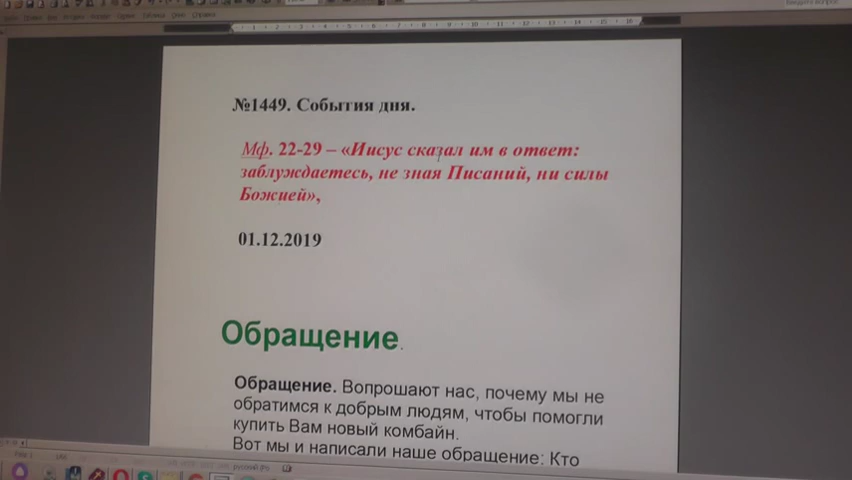 Введите вопрос
№1449. События дня.
Мф. 22-29 – «Иисус сказал им в ответ:
заблуждаетесь, не зная Писаний, ни силы
Божией»,
01.12.2019
Обращение.
Обращение. Вопрошают нас, почему мы не
обратимся к добрым людям, чтобы помогли
купить Вам новый комбайн.
Вот мы и написали наше обращение: Кто